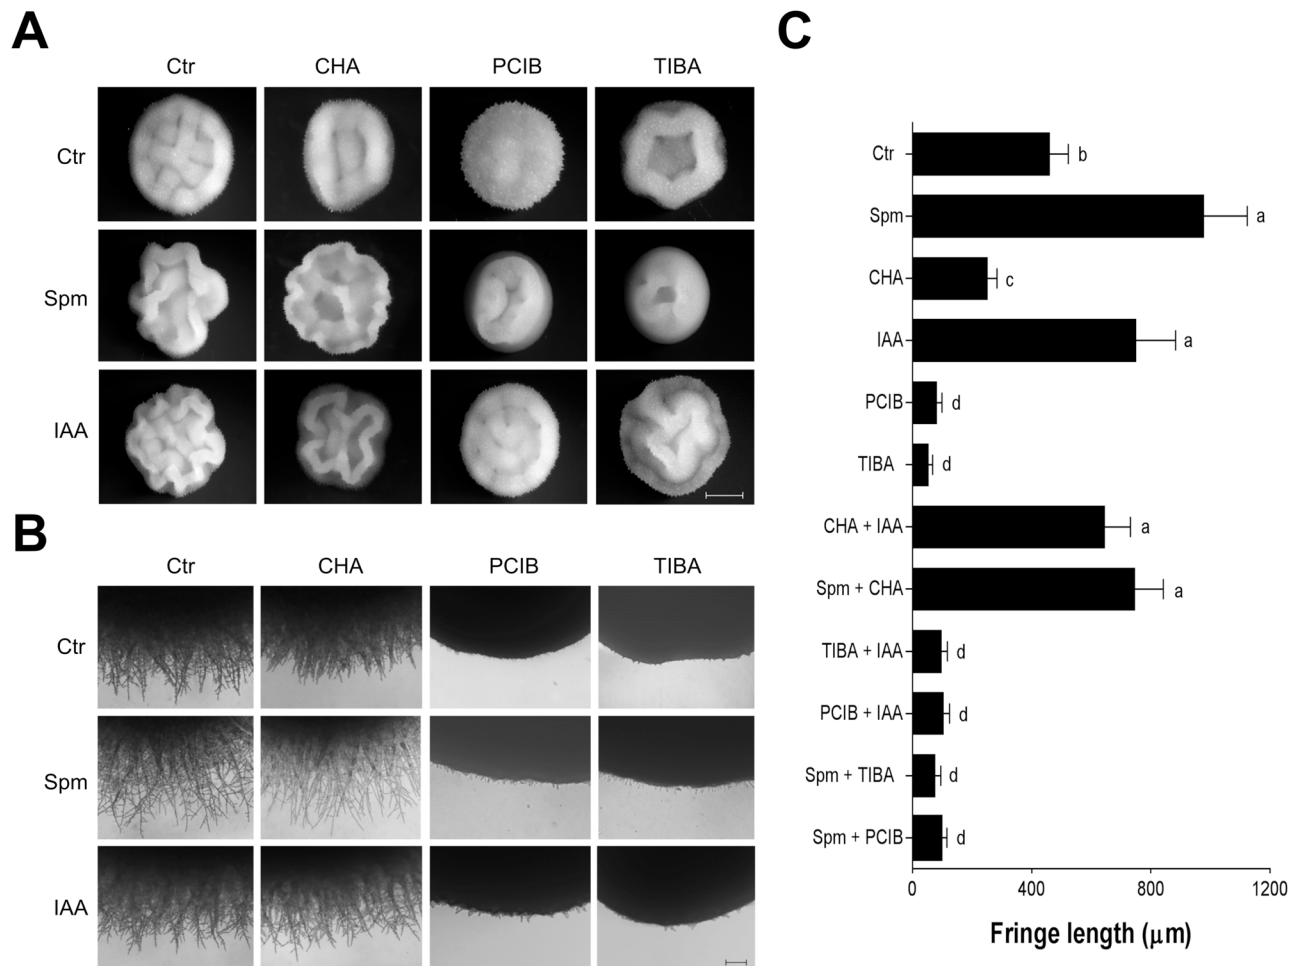 A
Ctr CHA PCIB TIBA
Ctr
Spm
IAA
B
Ctr CHA PCIB TIBA
Ctr
Spm
IAA
C
Ctr b
Spm a
CHA c
IAA a
PCIB d
TIBA d
CHA + IAA a
Spm + CHA a
TIBA + IAA d
PCIB + IAA d
Spm + TIBA d
Spm + PCIB d
0 400 800 1200
Fringe length (μm)